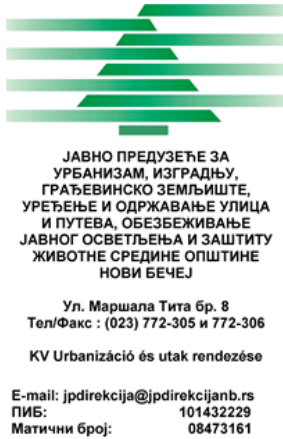 ЈАВНО ПРЕДУЗЕЋЕ ЗА
УРБАНИЗАМ, ИЗГРАДЊУ,
ГРАЂЕВИНСКО ЗЕМЉИШТЕ,
УРЕЂЕЊЕ И ОДРЖАВАЊЕ УЛИЦА
И ПУТЕВА, ОБЕЗБЕЖИВАЊЕ
ЈАВНОГ ОСВЕТЉЕЊА И ЗАШТИТУ
ЖИВОТНЕ СРЕДИНЕ ОПШТИНЕ
НОВИ БЕЧЕЈ
Ул. Маршала Тита бр. 8
Тел/Факс : (023) 772-305 и 772-306
KV Urbanizáció és utak rendezése
E-mail: jpdirekcija@jpdirekcijanb.rs
ПИБ: 101432229
Матични број: 08473161